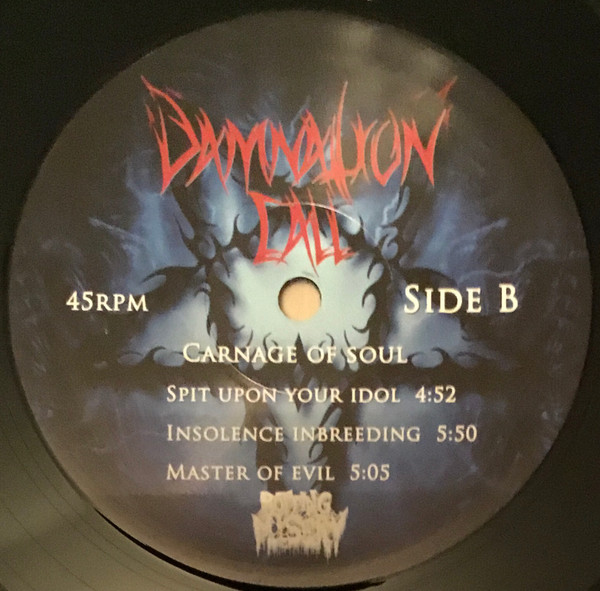 DAMNATION
CALL
45RPM
SIDE B
CARNAGE OF SOUL
SPIT UPON YOUR IDOL 4:52
INSOLENCE INBREEDING 5:50
MASTER OF EVIL 5:05